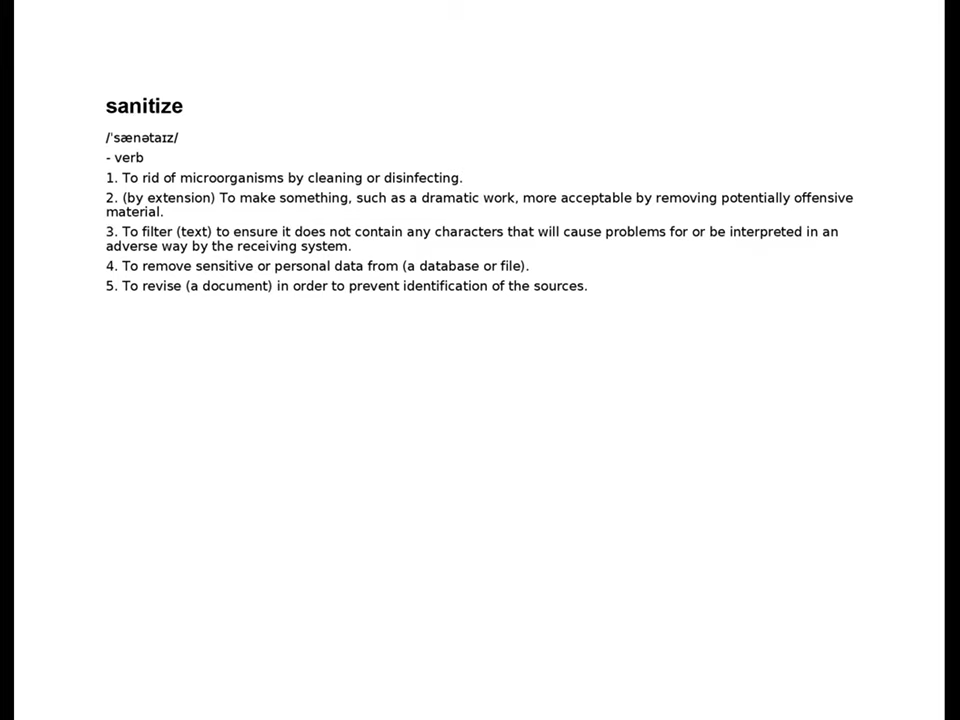 sanitize
/ˈsænətaɪz/
- verb
1. To rid of microorganisms by cleaning or disinfecting.
2. (by extension) To make something, such as a dramatic work, more acceptable by removing potentially offensive
material.
3. To filter (text) to ensure it does not contain any characters that will cause problems for or be interpreted in an
adverse way by the receiving system.
4. To remove sensitive or personal data from (a database or file).
5. To revise (a document) in order to prevent identification of the sources.